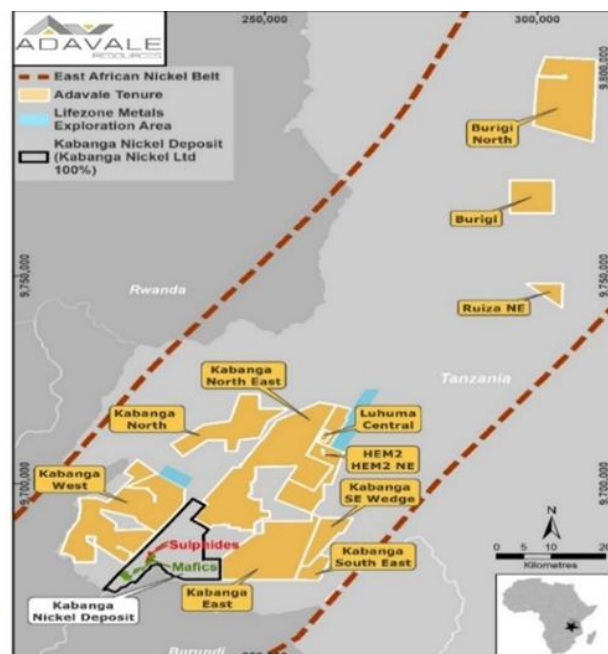 250,000
300,000
ADAVALE
RESOURCES
East African Nickel Belt
Adavale Tenure
Lifezone Metals
Exploration Area
Kabanga Nickel Deposit
(Kabanga Nickel Ltd
100%)
9,800,000
Burigi
North
Burigi
9,750,000
9,750,000
Rwanda
Ruiza NE
Tanzania
Kabanga
North East
Kabanga
North
Luhuma
Central
HEM2
HEM2 NE
Kabanga
West
Kabanga
SE Wedge
9,700,000
9,700,000
Sulphides
Mafics
Kabanga
South East
Kabanga
Nickel Deposit
Kabanga
East
N
0
10
20
Kilometres
Burundi